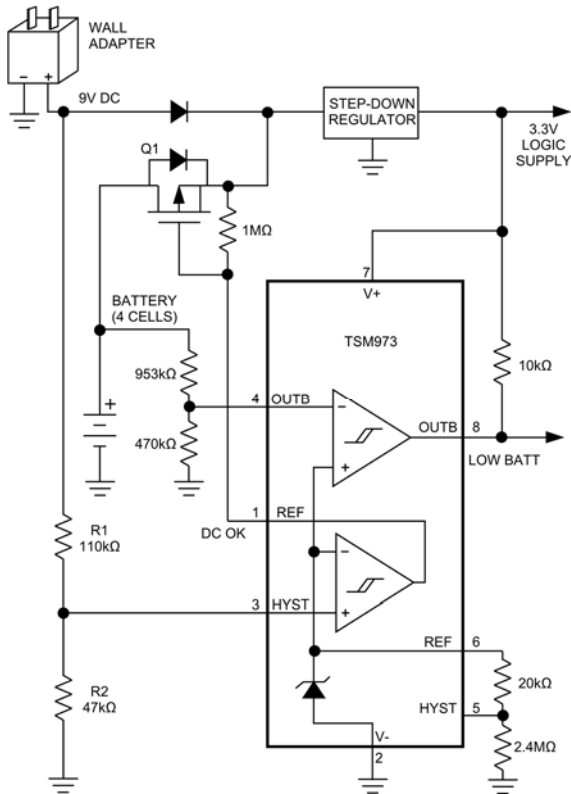 WALL
ADAPTER
- +
9V DC
STEP-DOWN
REGULATOR
3.3V
LOGIC
SUPPLY
Q1
1MΩ
7
V+
BATTERY
(4 CELLS)
TSM973
10kΩ
953kΩ
+
4 OUTB
-
OUTB 8
470kΩ
LOW BATT
+
1 REF
DC OK
R1
110kΩ
-
3 HYST
+
REF 6
20kΩ
R2
47kΩ
HYST 5
V-
2.4MΩ
2